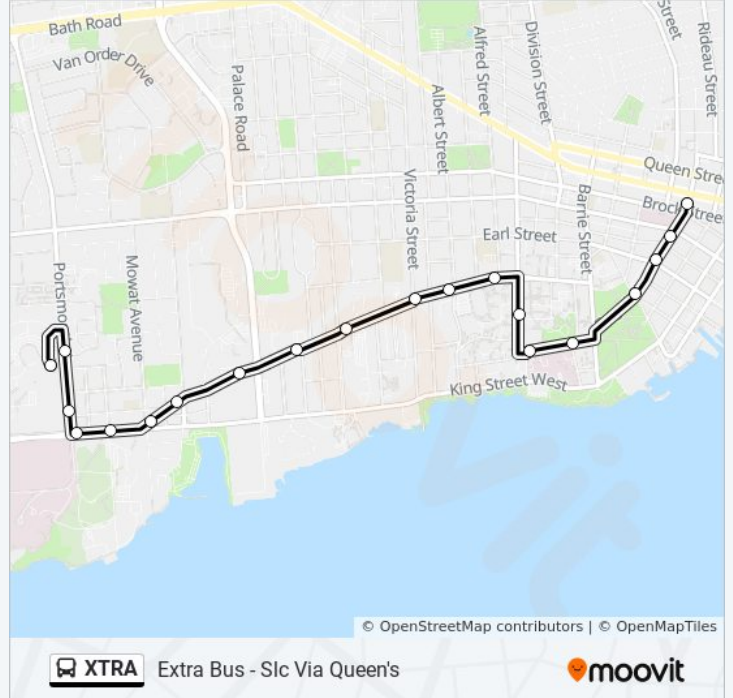 Bath Road
Van Order Drive
Palace Road
Albert Street
Alfred Street
Division Street
Street
Rideau Street
Victoria Street
Queen Stre
Brock Street
Barrie Street
Earl Street
Portsmo
Mowat Avenue
King Street West
© OpenStreetMap contributors | © OpenMapTiles
XTRA Extra Bus - Slc Via Queen's
moovit